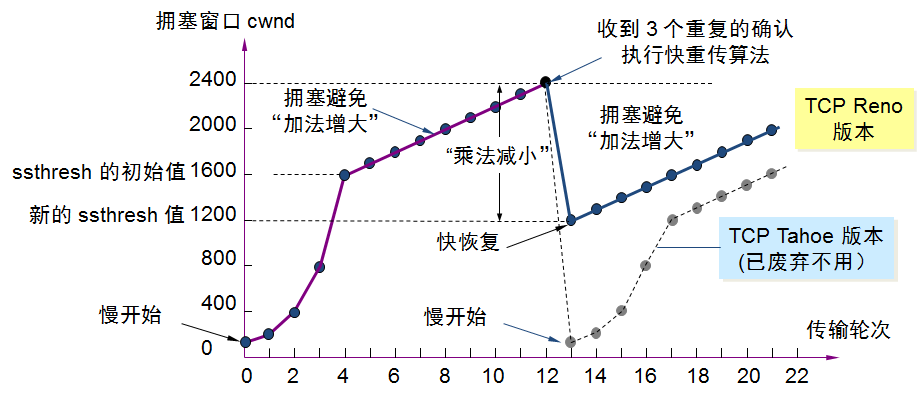 拥塞窗口 cwnd
收到 3 个重复的确认
执行快重传算法
2400
拥塞避免
“加法增大”
拥塞避免
“加法增大”
TCP Reno
版本
2000
“乘法减小”
ssthresh 的初始值
1600
新的 ssthresh 值
1200
快恢复
TCP Tahoe 版本
(已废弃不用）
800
慢开始
400
慢开始
传输轮次
0
0 2 4 6 8 10 12 14 16 18 20 22